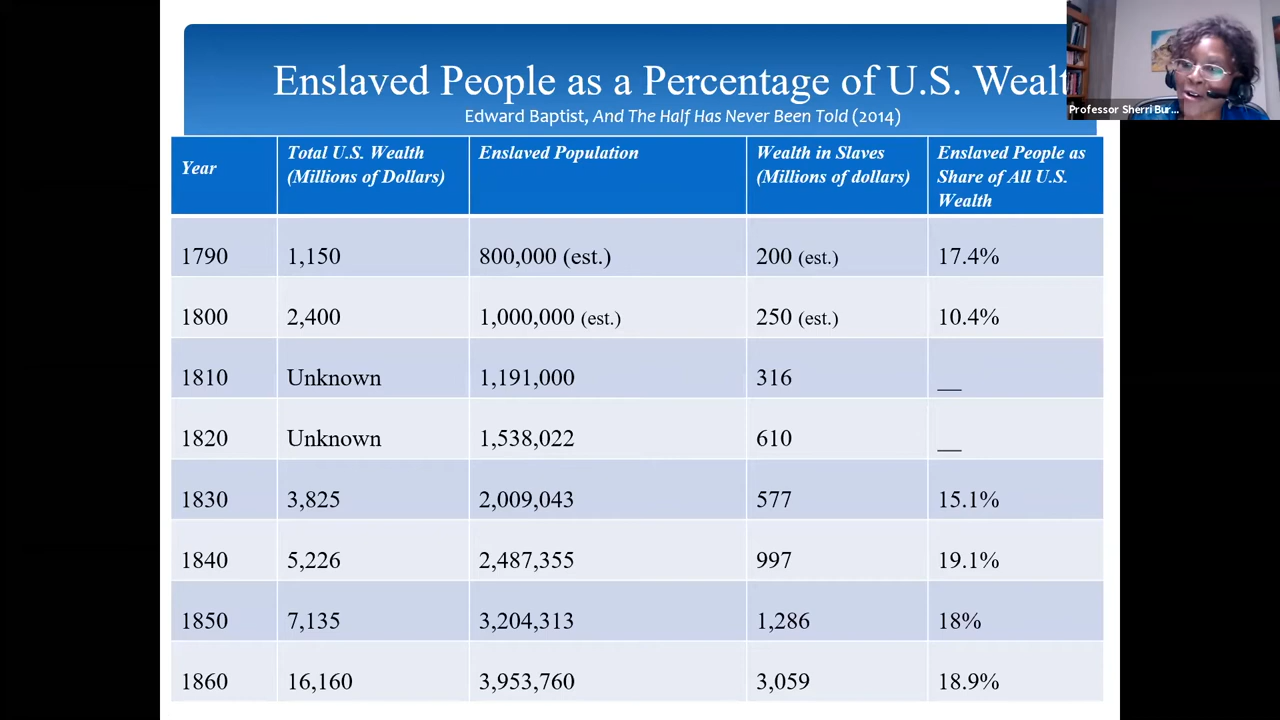 Enslaved People as a Percentage of U.S. Wealt
Edward Baptist, And The Half Has Never Been Told (2014)
Professor Sherri Bur...
Year
Total U.S. Wealth
(Millions of Dollars)
Enslaved Population
Wealth in Slaves
(Millions of dollars)
Enslaved People as
Share of All U.S.
Wealth
1790 1,150 800,000 (est.) 200 (est.) 17.4%
1800 2,400 1,000,000 (est.) 250 (est.) 10.4%
1810 Unknown 1,191,000 316 __
1820 Unknown 1,538,022 610 __
1830 3,825 2,009,043 577 15.1%
1840 5,226 2,487,355 997 19.1%
1850 7,135 3,204,313 1,286 18%
1860 16,160 3,953,760 3,059 18.9%